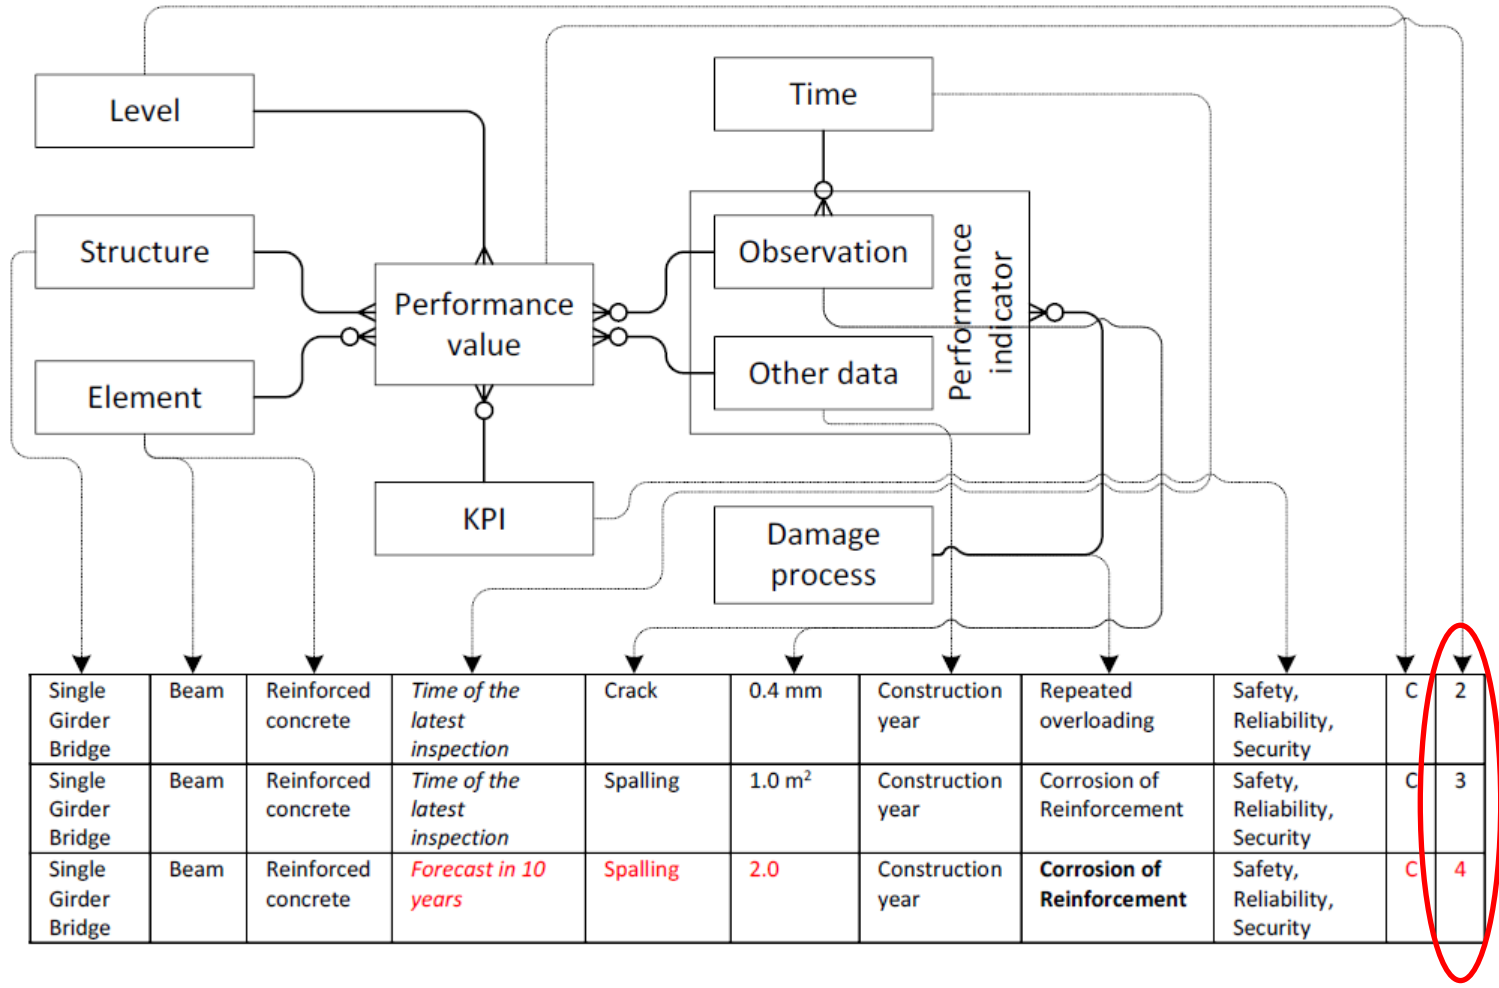 Level
Time
Structure
Observation
Performance
indicator
Performance
value
Element
Other data
KPI
Damage
process
Single
Girder
Bridge
Beam
Reinforced
concrete
Time of the
latest
inspection
Crack
0.4 mm
Construction
year
Repeated
overloading
Safety,
Reliability,
Security
C
2
Single
Girder
Bridge
Beam
Reinforced
concrete
Time of the
latest
inspection
Spalling
1.0 m²
Construction
year
Corrosion of
Reinforcement
Safety,
Reliability,
Security
C
3
Single
Girder
Bridge
Beam
Reinforced
concrete
Forecast in 10
years
Spalling
2.0
Construction
year
Corrosion of
Reinforcement
Safety,
Reliability,
Security
C
4